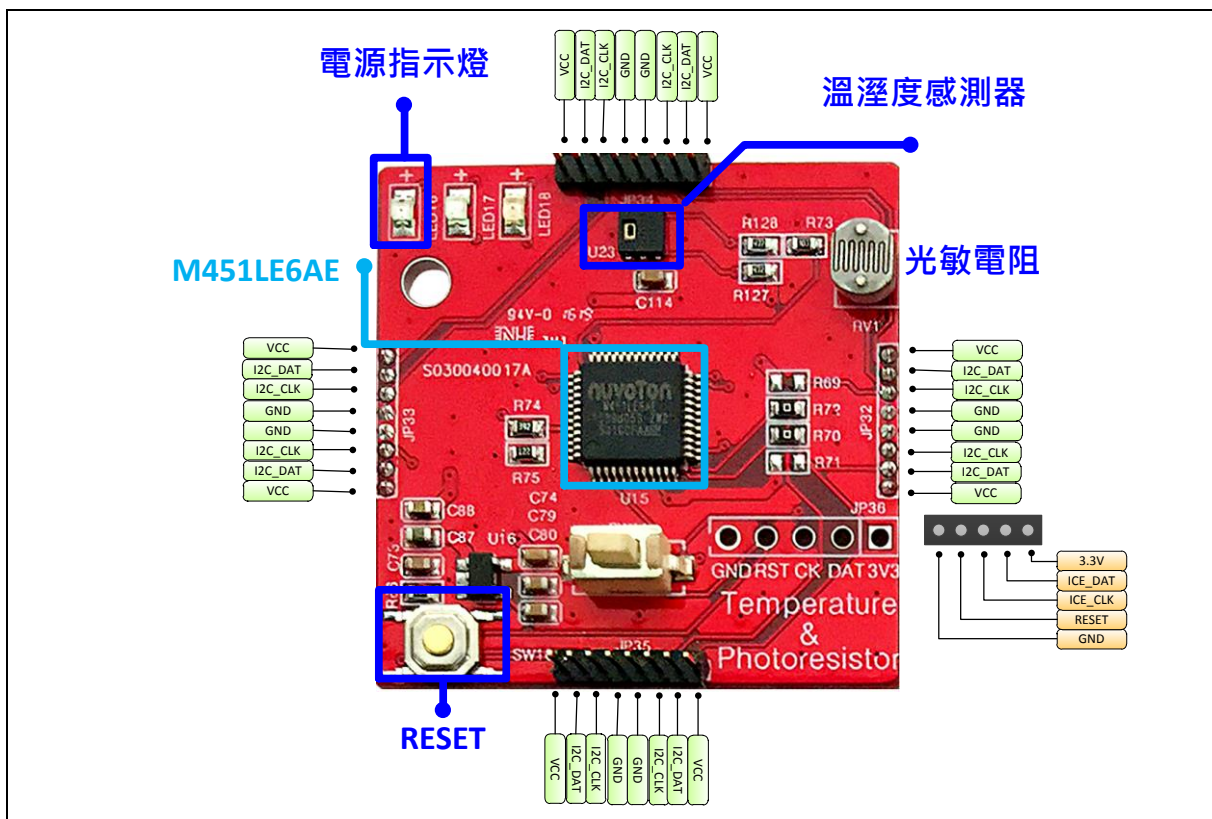 電源指示燈
VCC
I2C_DAT
I2C_CLK
GND
GND
I2C_CLK
I2C_DAT
VCC
溫溼度感測器
+ + +
LED17
LED18
JP34
U23
C114
R128
R73
R127
光敏電阻
RV1
M451LE6AE
94V-0
S030040017A
nuvoTon
VCC
I2C_DAT
I2C_CLK
GND
GND
I2C_CLK
I2C_DAT
VCC
JP33
R74
R75
U15
R69
R72
R70
R71
JP32
VCC
I2C_DAT
I2C_CLK
GND
GND
I2C_CLK
I2C_DAT
VCC
C88
C87
C73
U16
C74
C79
C80
JP36
GND RST CK DAT 3V3
Temperature
&
Photoresistor
3.3V
ICE_DAT
ICE_CLK
RESET
GND
JP35
RESET
VCC
I2C_DAT
I2C_CLK
GND
GND
I2C_CLK
I2C_DAT
VCC